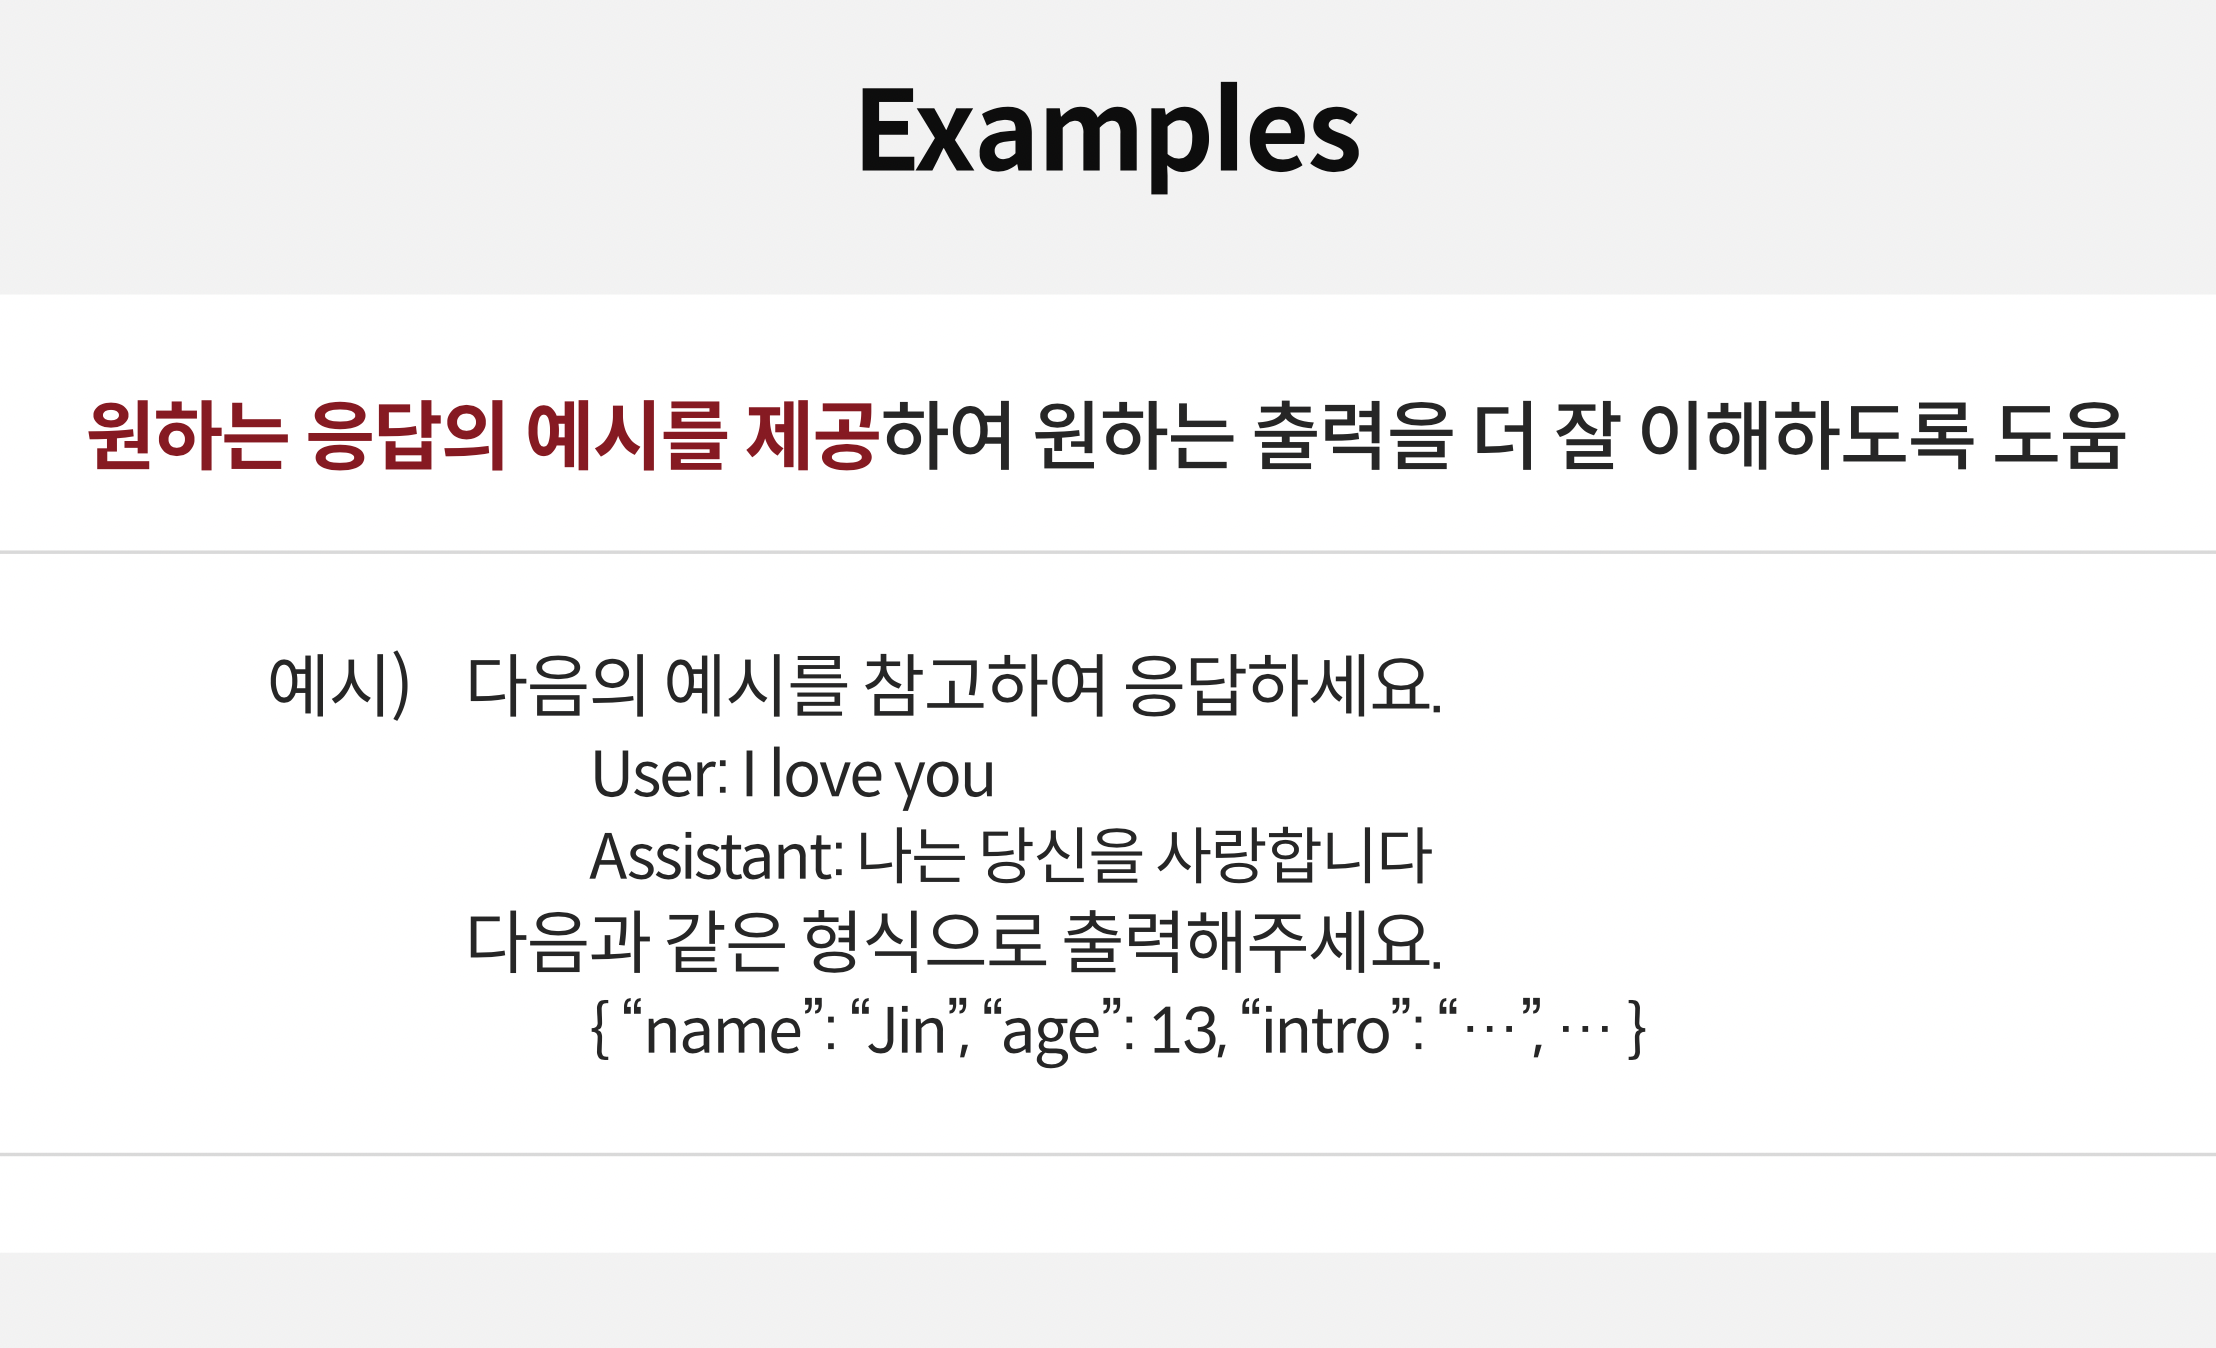 Examples
원하는 응답의 예시를 제공하여 원하는 출력을 더 잘 이해하도록 도움
예시) 다음의 예시를 참고하여 응답하세요.
User: I love you
Assistant: 나는 당신을 사랑합니다
다음과 같은 형식으로 출력해주세요.
{ “name”: “Jin”, “age”: 13, “intro”: “…”, … }